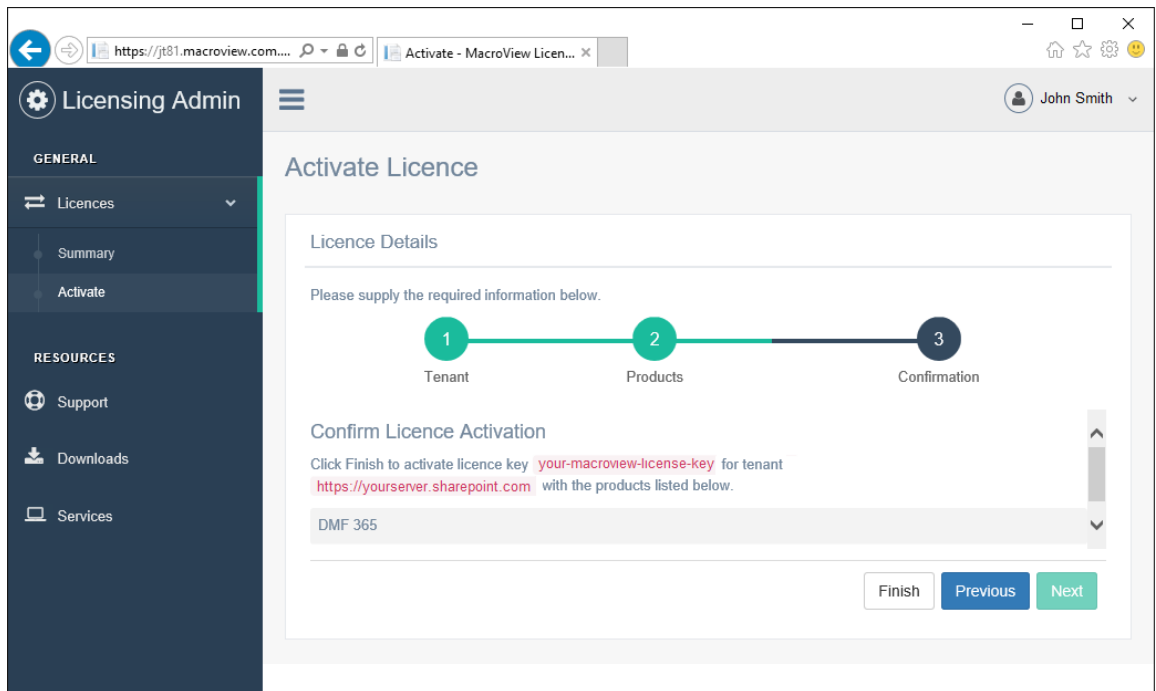 https://jt81.macroview.com....
Activate - MacroView Licen...
Licensing Admin
John Smith
GENERAL
Licences
Summary
Activate
RESOURCES
Support
Downloads
Services
Activate Licence
Licence Details
Please supply the required information below.
1 2 3
Tenant Products Confirmation
Confirm Licence Activation
Click Finish to activate licence key your-macroview-license-key for tenant
https://yourserver.sharepoint.com with the products listed below.
DMF 365
Finish Previous Next